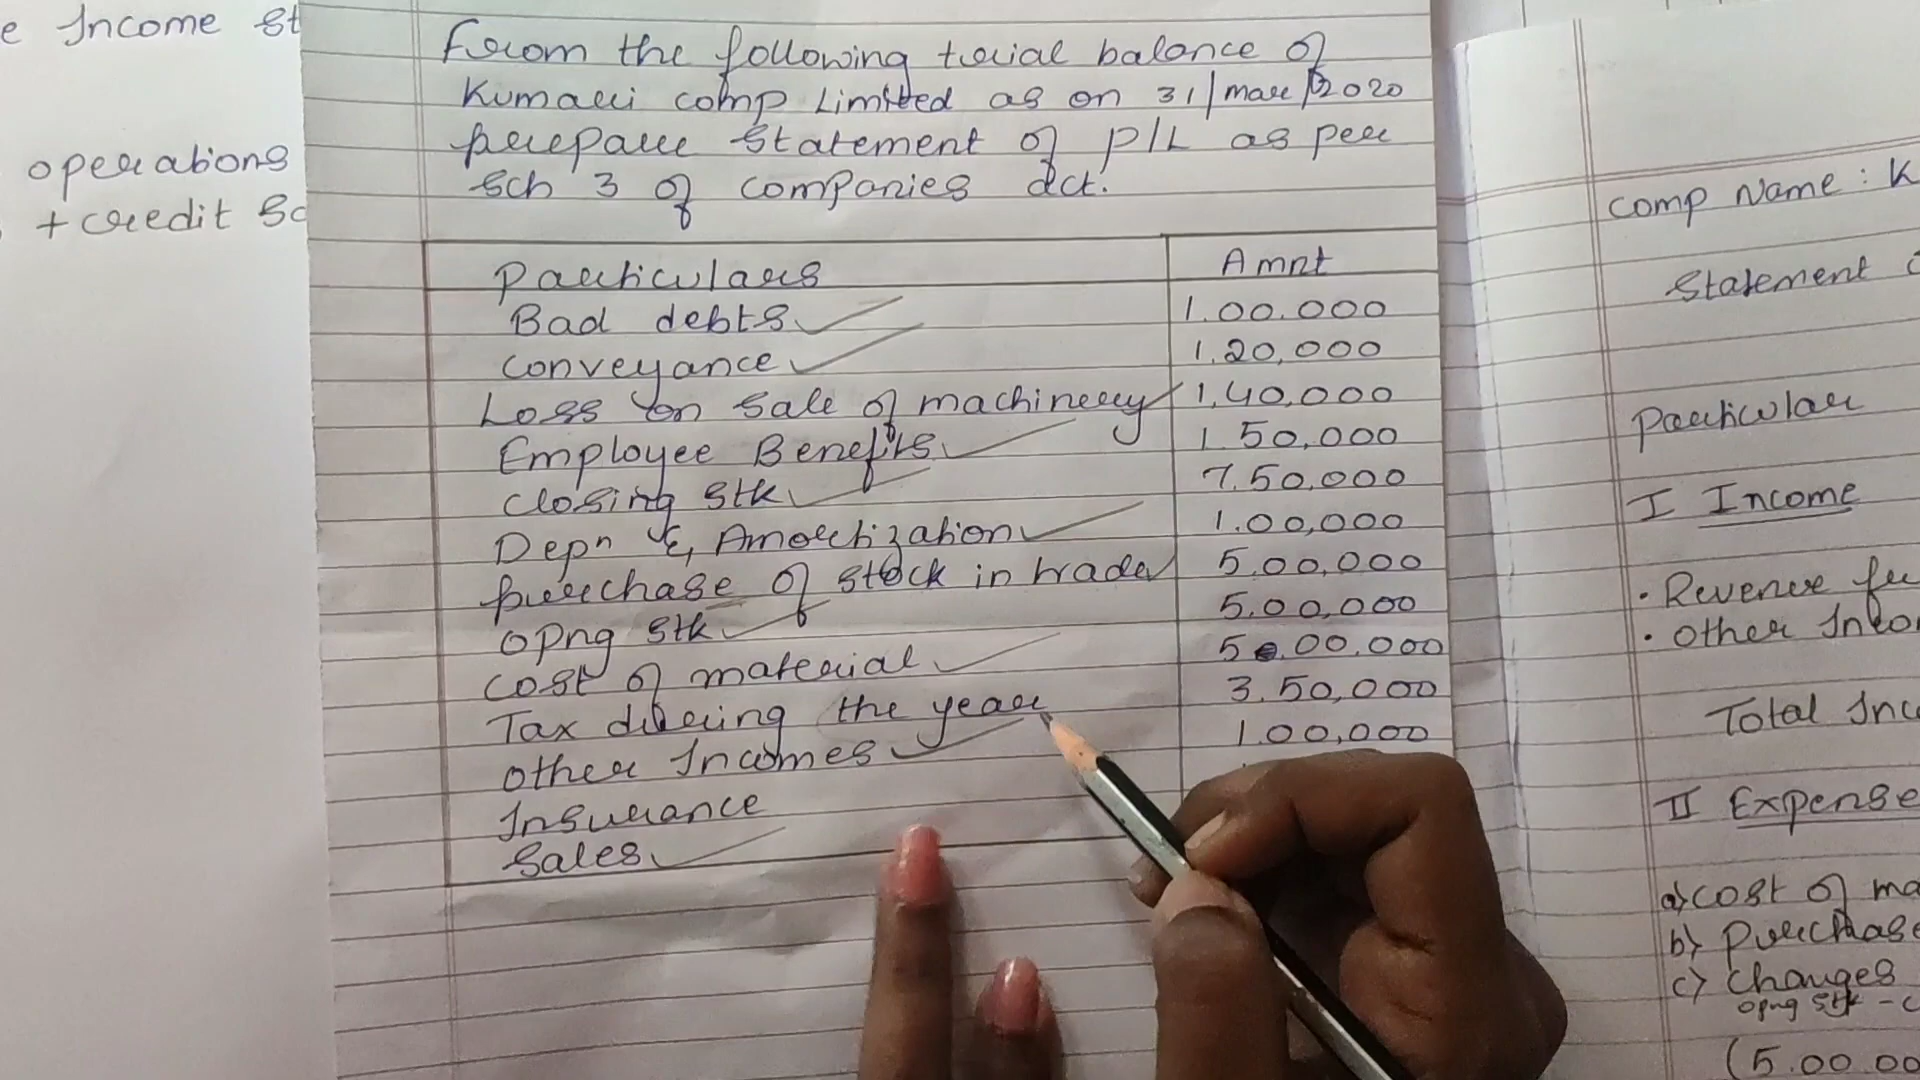 e Income St
operations
+ credit Sa
From the following trial balance of
Kumari comp Limited as on 31/mar/2020
prepare Statement of P/L as per
Sch 3 of companies Act.
Particulars Amnt
Bad debts 1.00.000
conveyance 1,20,000
Loss on Sale of machinery 1,40,000
Employee Benefits 1 50,000
closing Stk 7.50,000
Depn & Amortization 1.00,000
purchase of stock in trade 5.00,000
opng Stk 5.00,000
cost of material 5.00.000
Tax during the year 3.50,000
other Incomes 1.00,000
Insurance
Sales
Comp Name : K
Statement
Particular
I Income
• Revenue
• Other Inco
Total Inc
II Expense
a) cost of ma
b) Purchase
c) Changes
opng Stk - c
(5.00 00